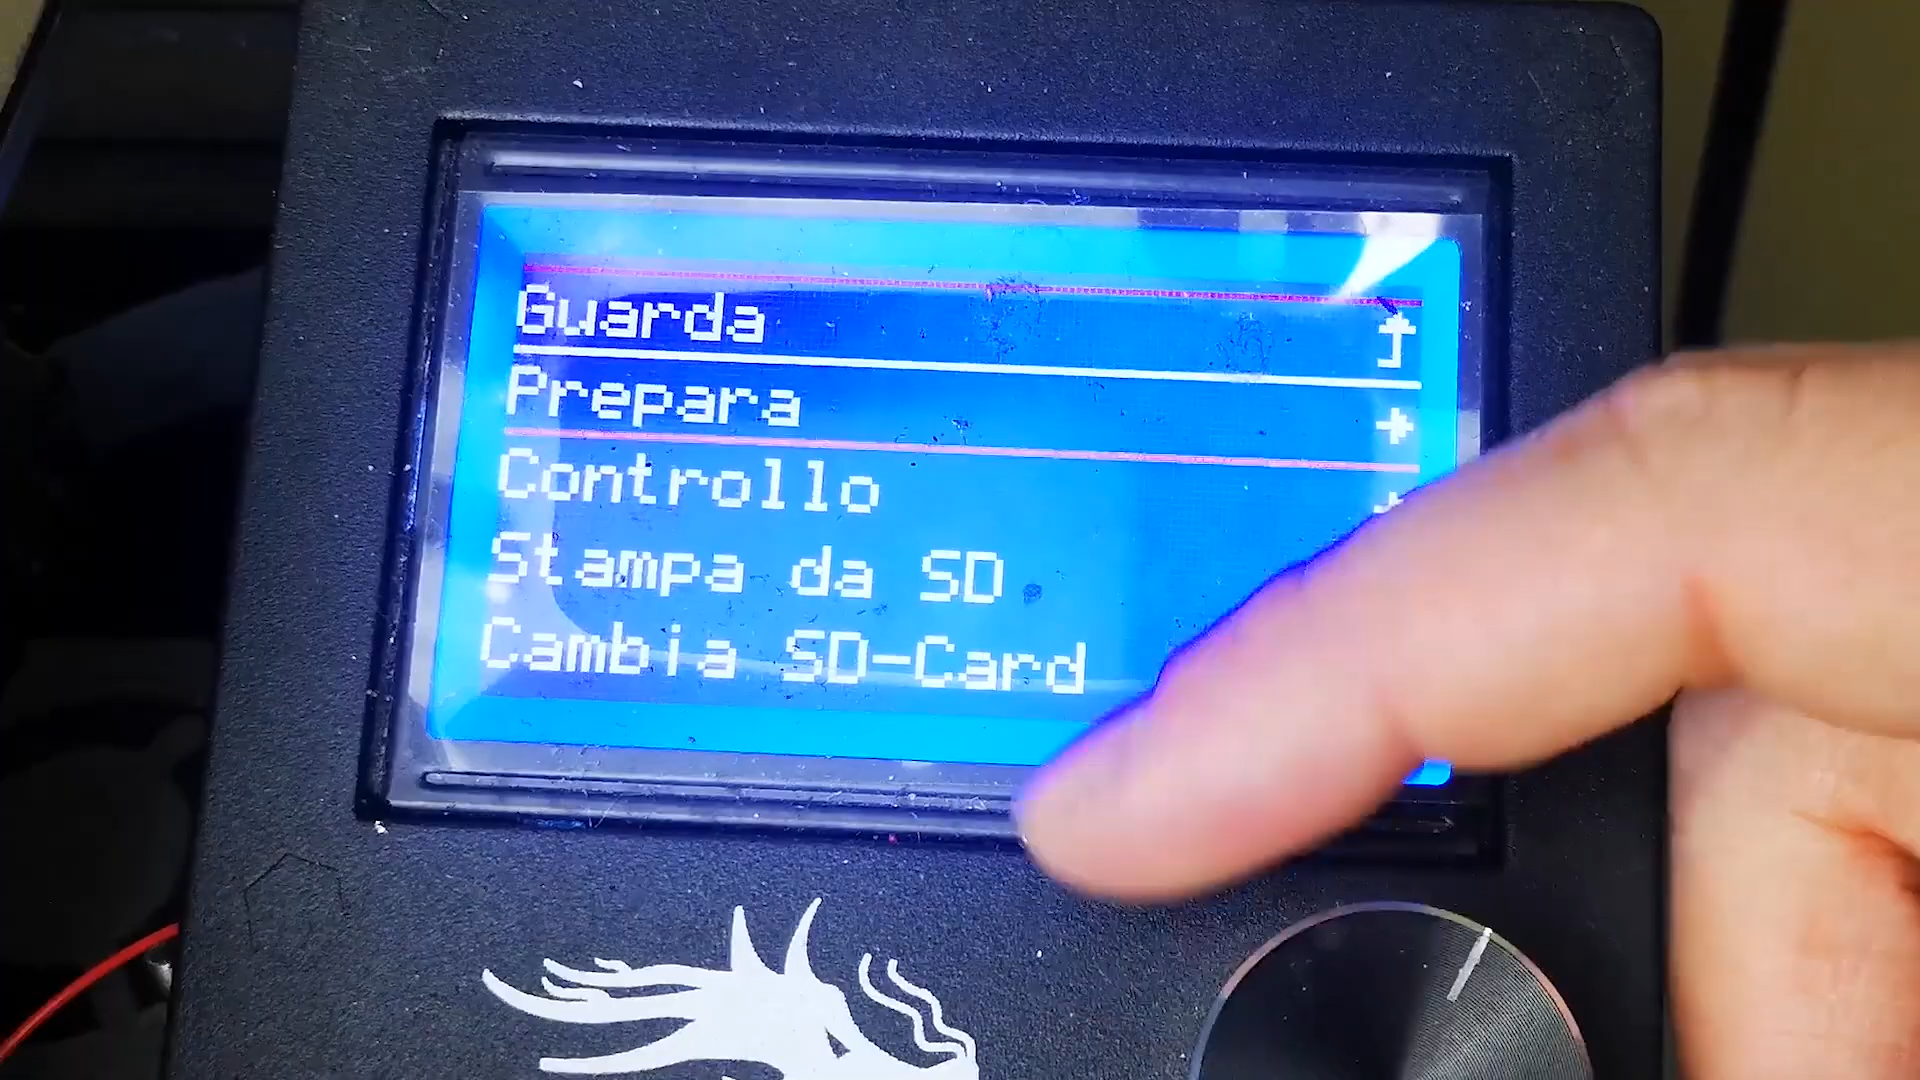 Guarda
Prepara
Controllo
Stampa da SD
Cambia SD-Card